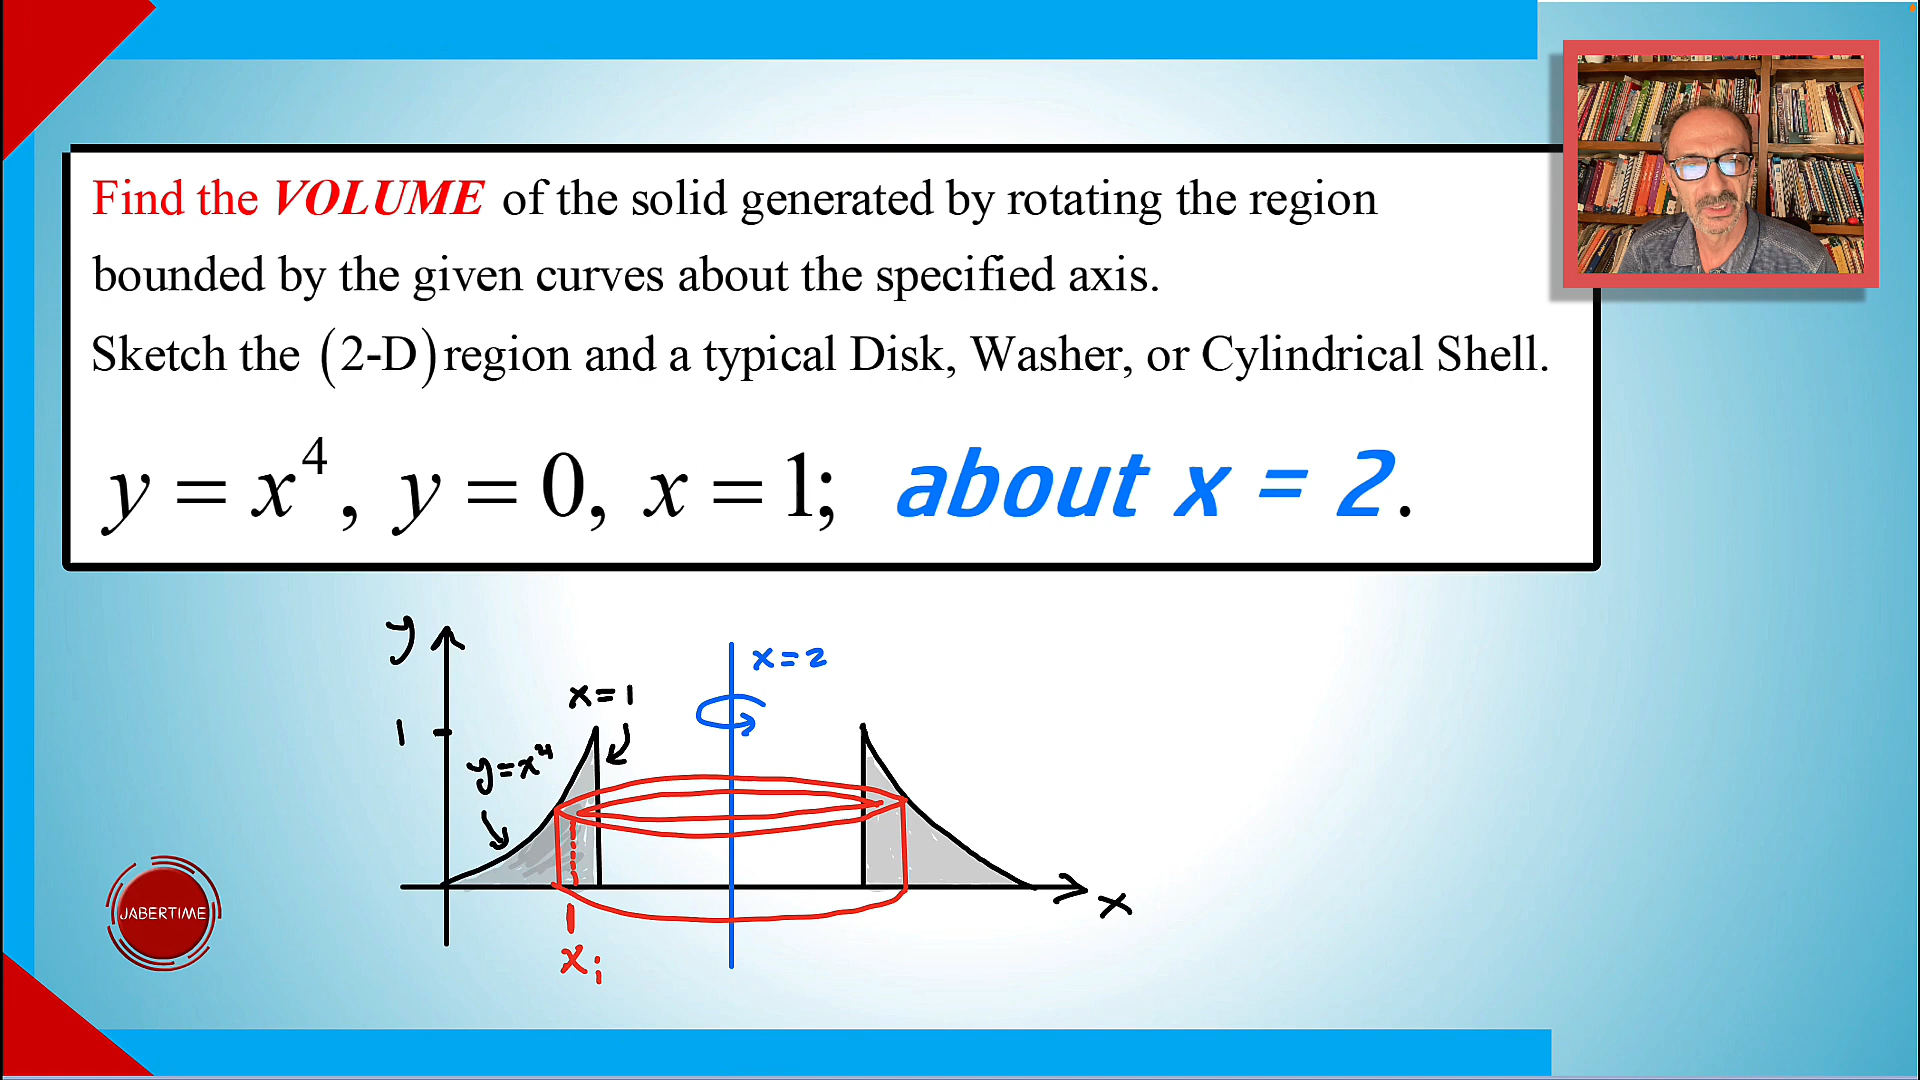 Find the VOLUME of the solid generated by rotating the region
bounded by the given curves about the specified axis.
Sketch the (2-D) region and a typical Disk, Washer, or Cylindrical Shell.
y = x⁴, y = 0, x = 1; about x = 2.
y
x=2
x=1
1
y=x⁴
x
JABERTIME
xᵢ